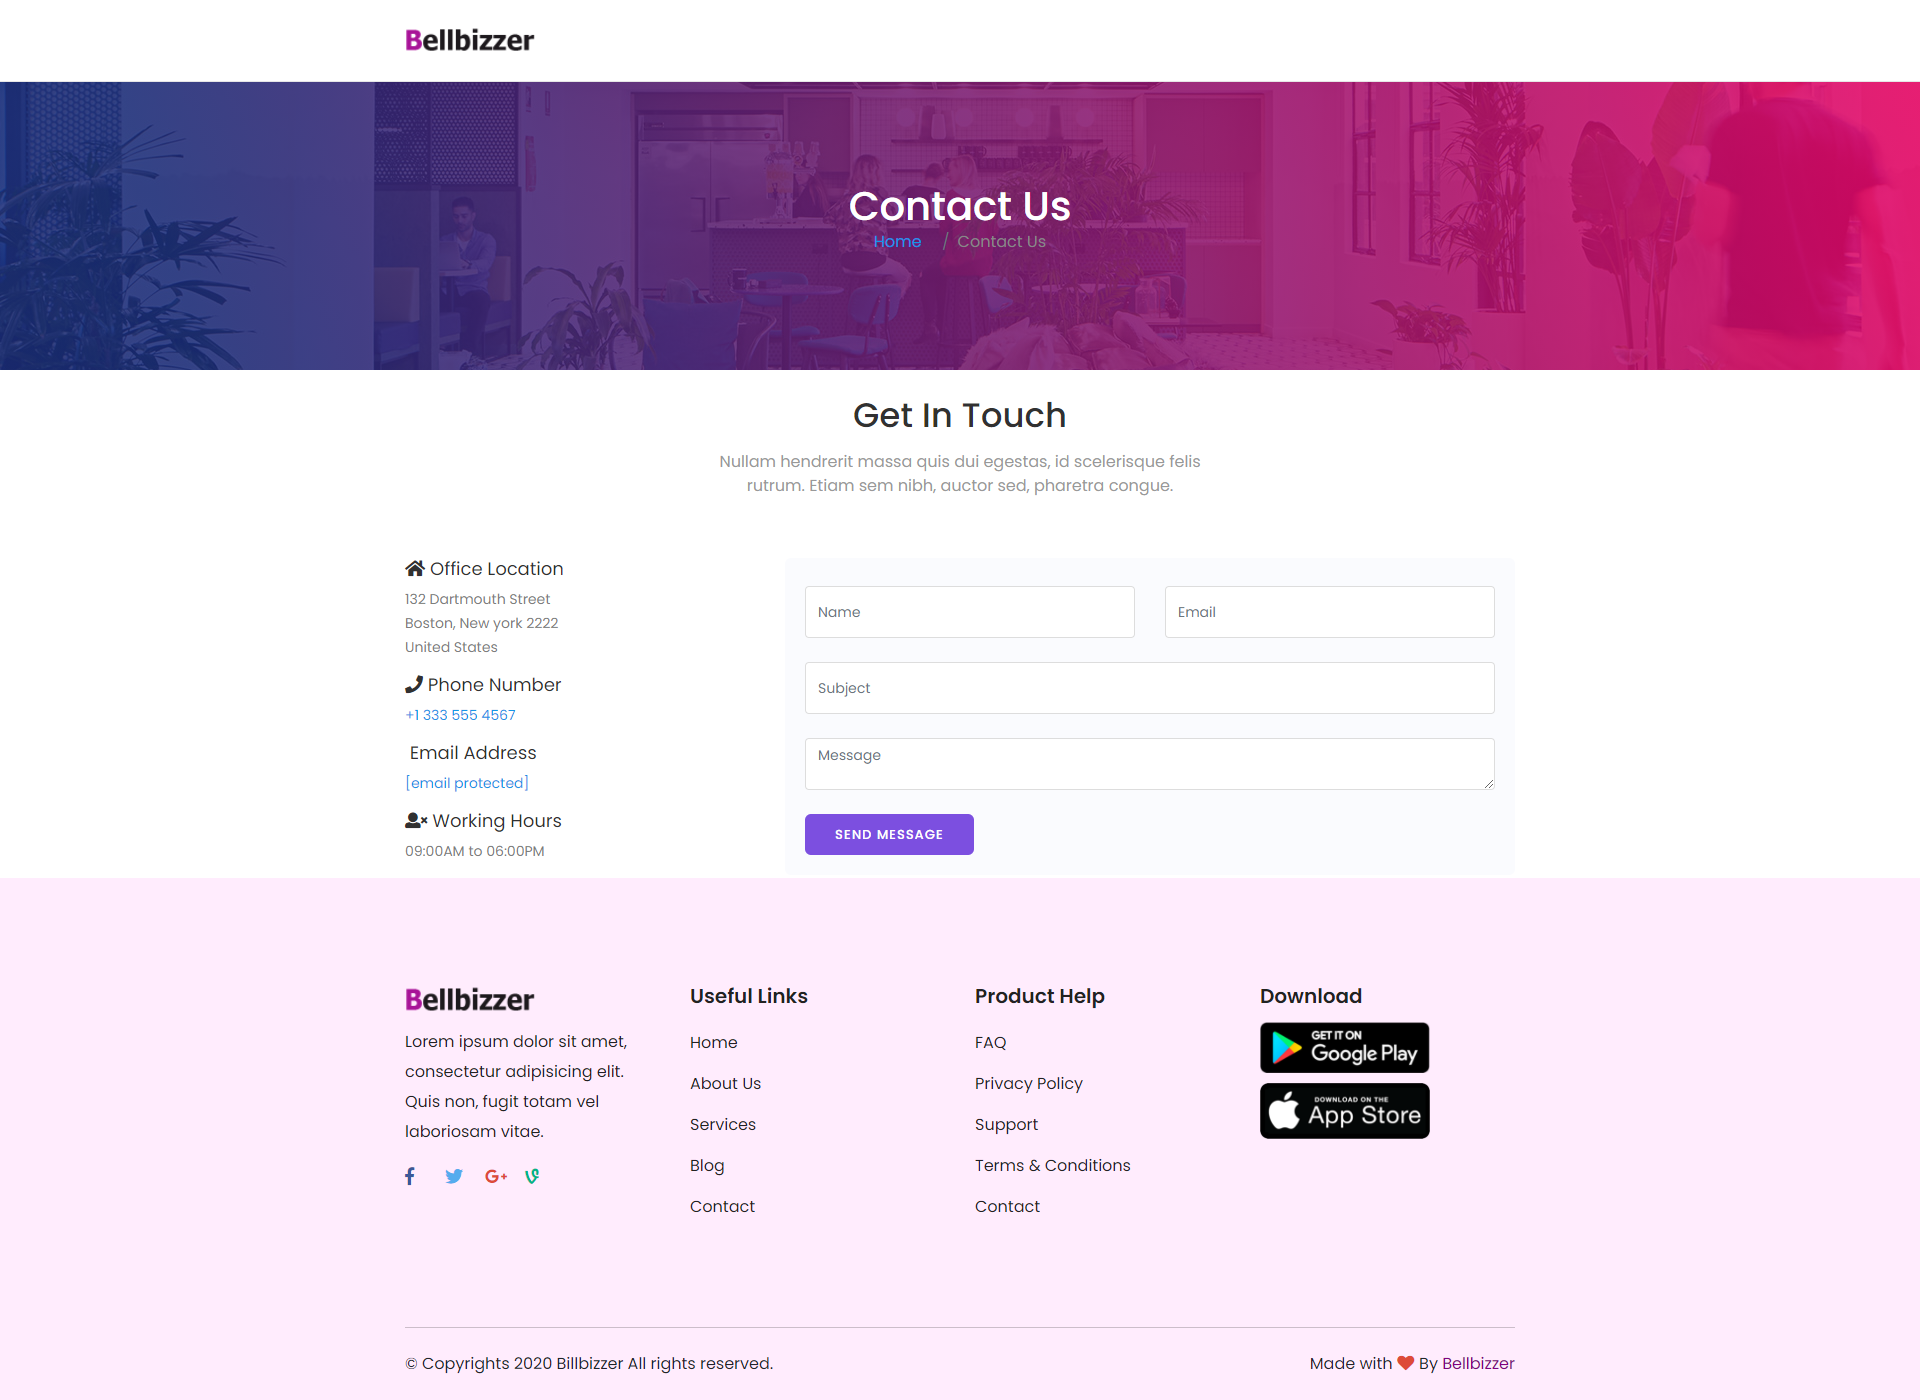 Bellbizzer
Contact Us
Home / Contact Us
Get In Touch
Nullam hendrerit massa quis dui egestas, id scelerisque felis
rutrum. Etiam sem nibh, auctor sed, pharetra congue.
Office Location
132 Dartmouth Street
Boston, New york 2222
United States
Phone Number
+1 333 555 4567
Email Address
[email protected]
Working Hours
09:00AM to 06:00PM
Name
Email
Subject
Message
SEND MESSAGE
Bellbizzer
Lorem ipsum dolor sit amet,
consectetur adipisicing elit.
Quis non, fugit totam vel
laboriosam vitae.
Useful Links
Home
About Us
Services
Blog
Contact
Product Help
FAQ
Privacy Policy
Support
Terms & Conditions
Contact
Download
GET IT ON
Google Play
DOWNLOAD ON THE
App Store
© Copyrights 2020 Billbizzer All rights reserved.
Made with By Bellbizzer